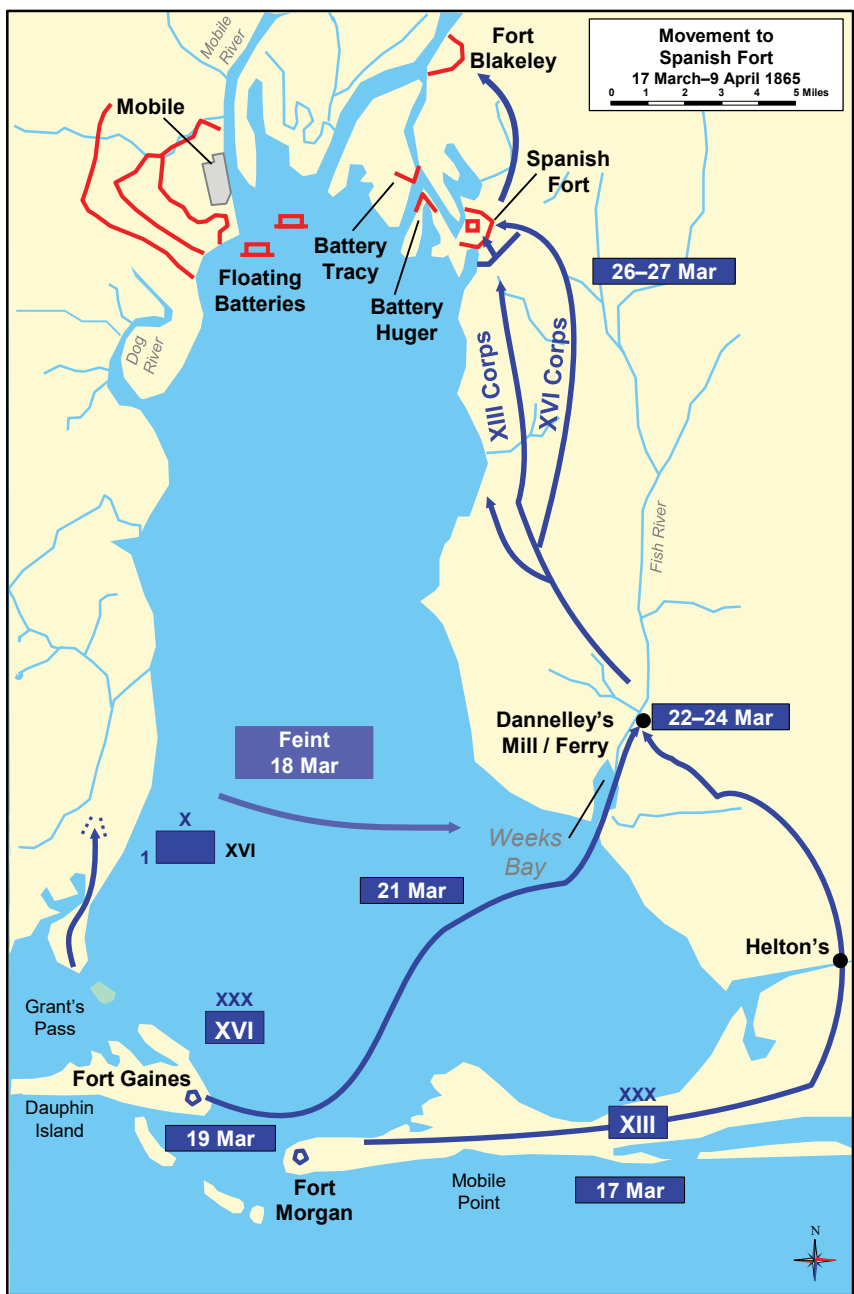 Movement to
Spanish Fort
17 March–9 April 1865
0 1 2 3 4 5 Miles
Mobile
River
Fort
Blakeley
Mobile
Spanish
Fort
Battery
Tracy
Floating
Batteries
Battery
Huger
26–27 Mar
Dog
River
XIII Corps
XVI Corps
Fish River
Dannelley's
Mill / Ferry
22–24 Mar
Feint
18 Mar
X
1
XVI
Weeks
Bay
21 Mar
Helton's
Grant's
Pass
XXX
XVI
Fort Gaines
Dauphin
Island
19 Mar
XXX
XIII
Fort
Morgan
Mobile
Point
17 Mar
N